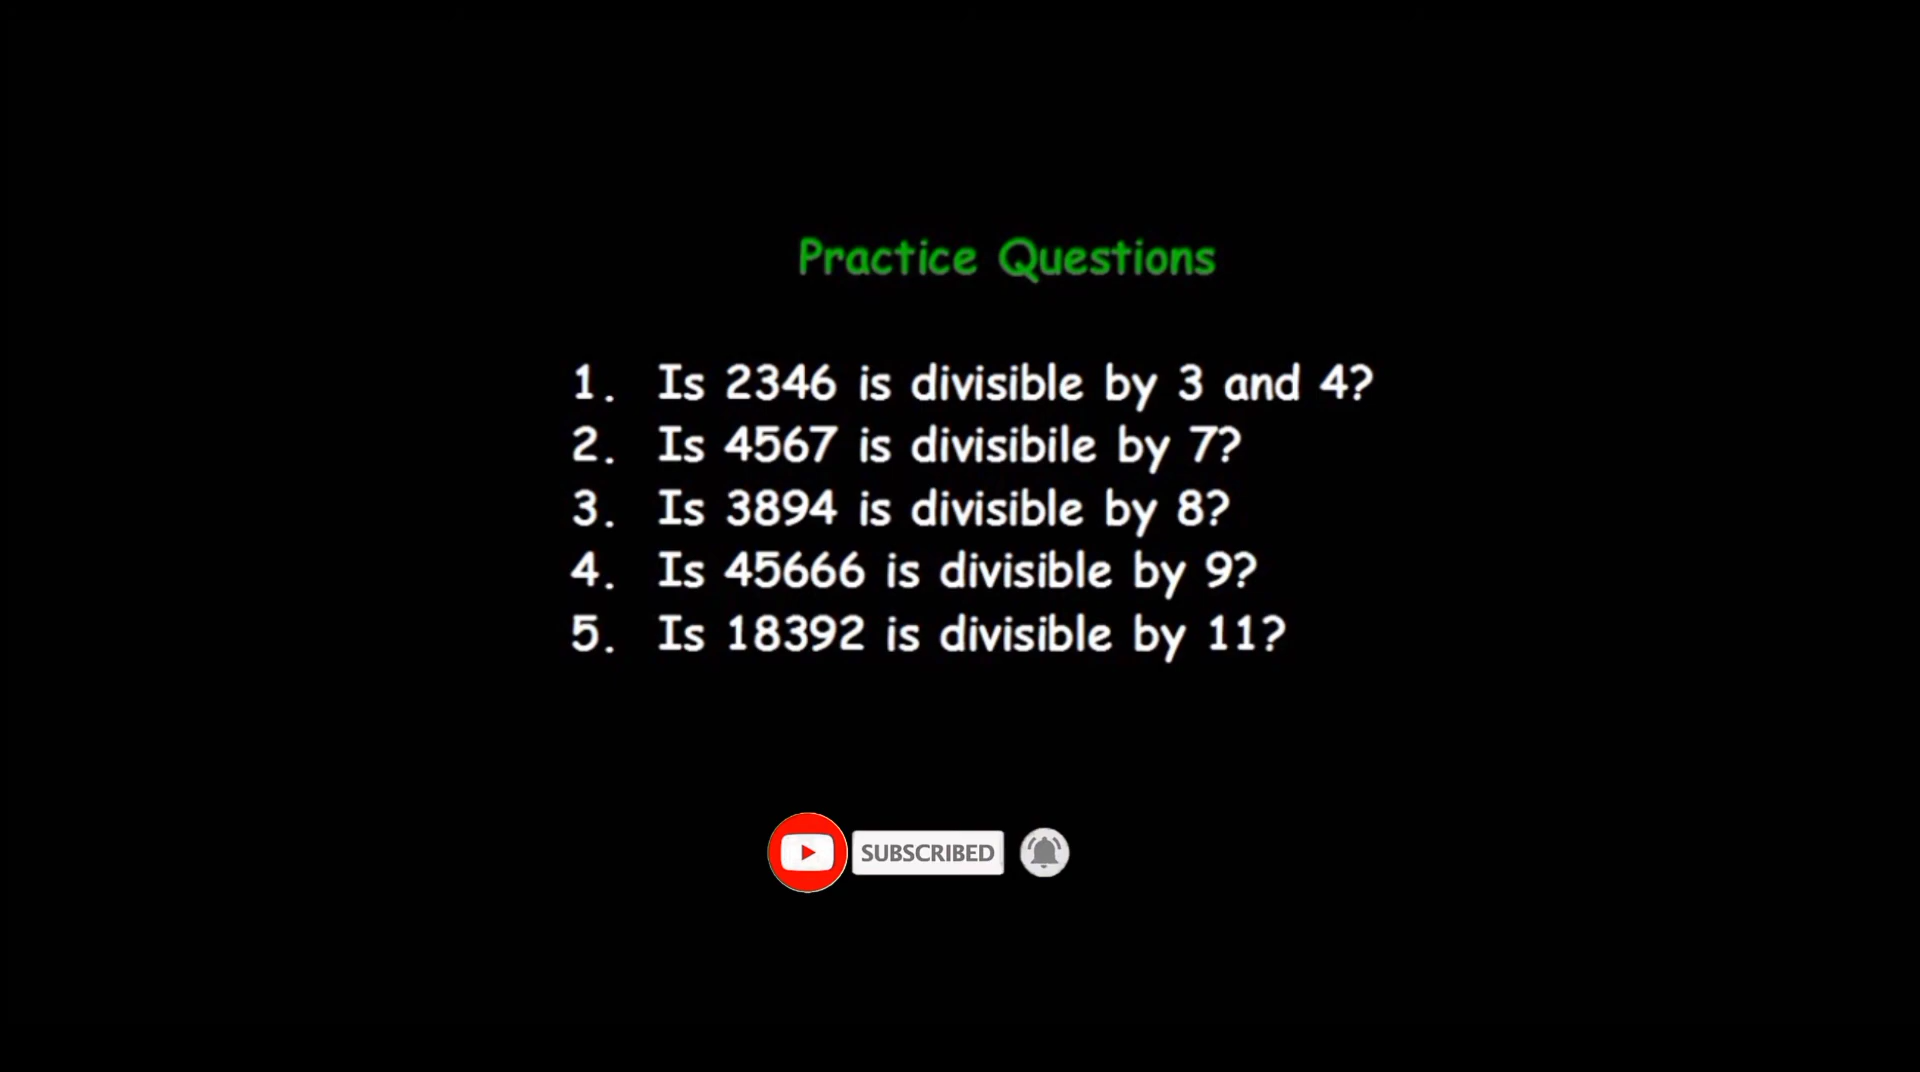 Practice Questions
1. Is 2346 is divisible by 3 and 4?
2. Is 4567 is divisibile by 7?
3. Is 3894 is divisible by 8?
4. Is 45666 is divisible by 9?
5. Is 18392 is divisible by 11?
SUBSCRIBED